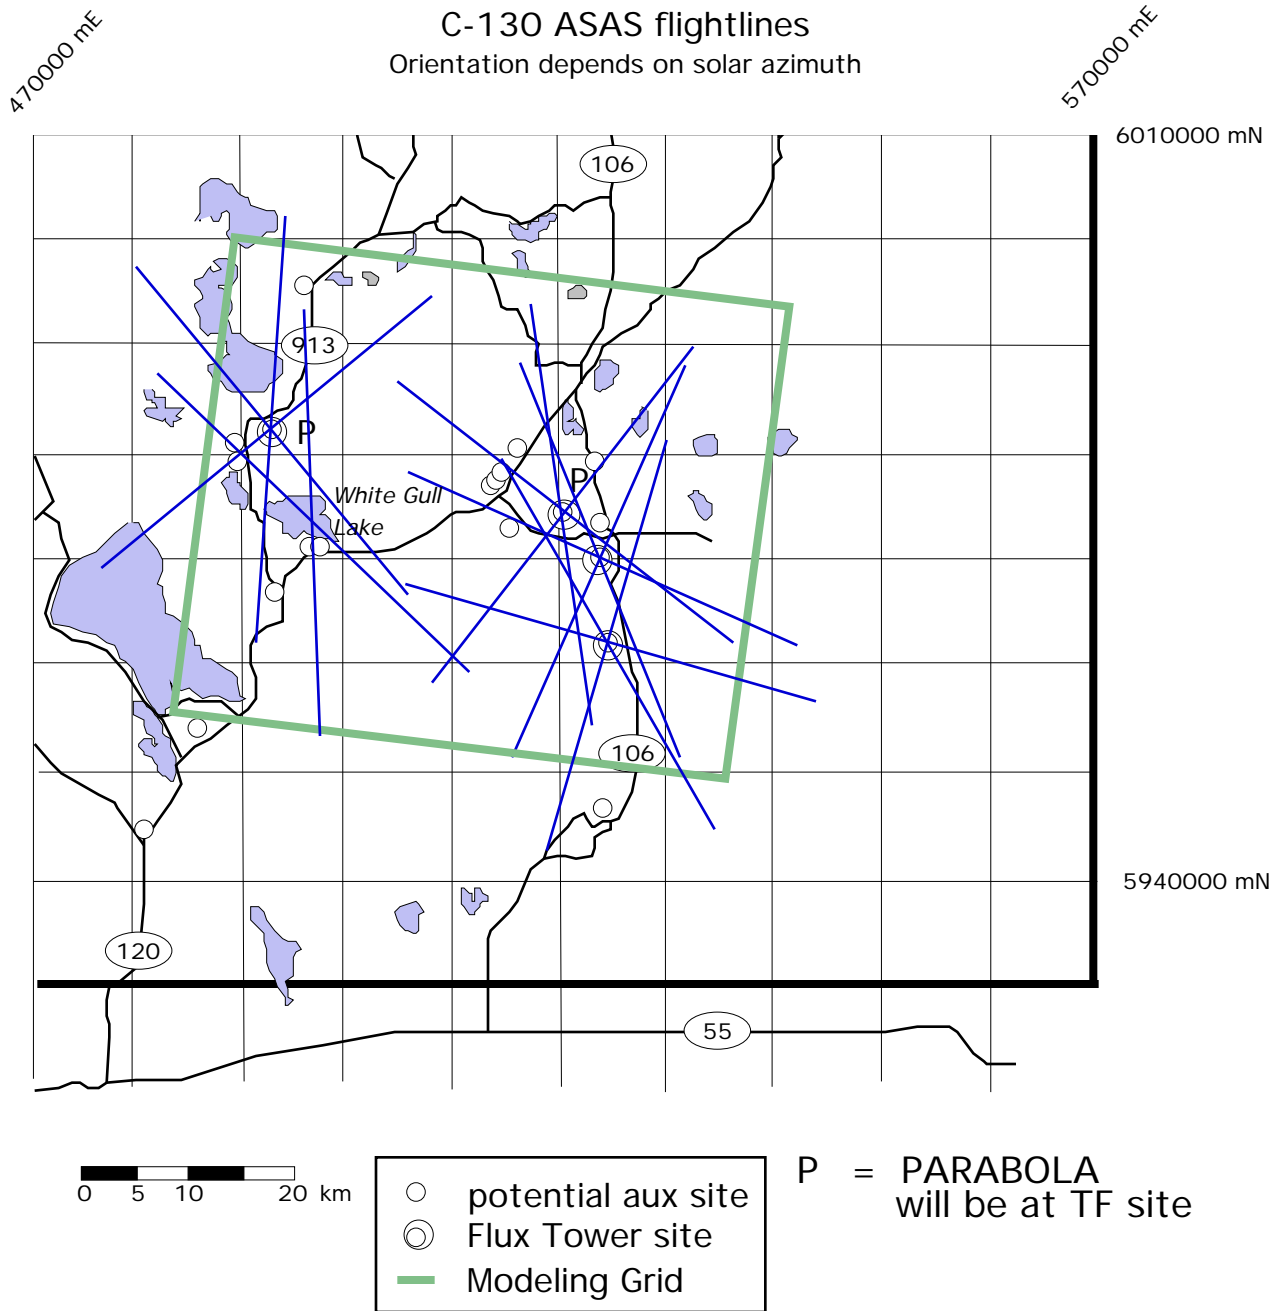 C-130 ASAS flightlines
Orientation depends on solar azimuth
470000 mE
570000 mE
6010000 mN
106
913
P
White Gull
Lake
P
106
5940000 mN
120
55
0 5 10 20 km
potential aux site
Flux Tower site
Modeling Grid
P = PARABOLA
will be at TF site